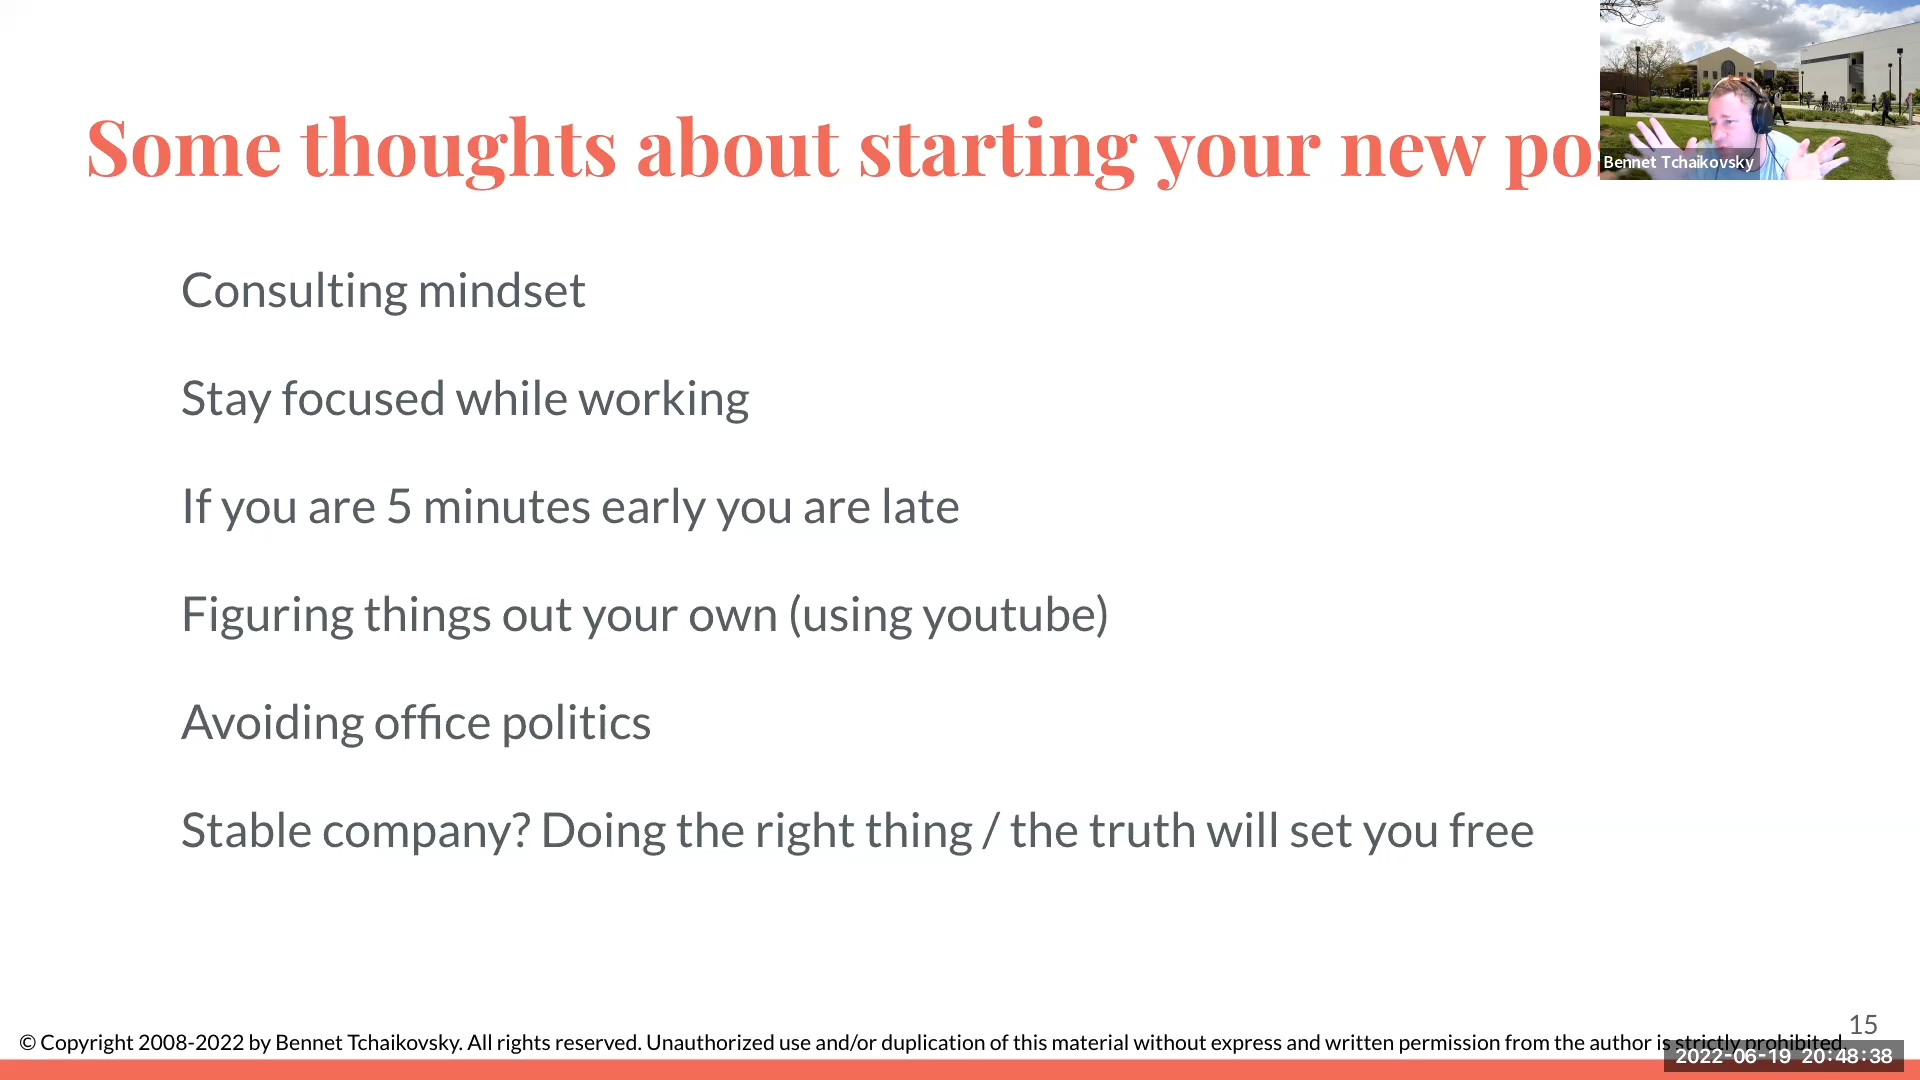 Some thoughts about starting your new po
Bennet Tchaikovsky
Consulting mindset
Stay focused while working
If you are 5 minutes early you are late
Figuring things out your own (using youtube)
Avoiding office politics
Stable company? Doing the right thing / the truth will set you free
15
© Copyright 2008-2022 by Bennet Tchaikovsky. All rights reserved. Unauthorized use and/or duplication of this material without express and written permission from the author is strictly prohibited.
2022-06-19 20:48:38